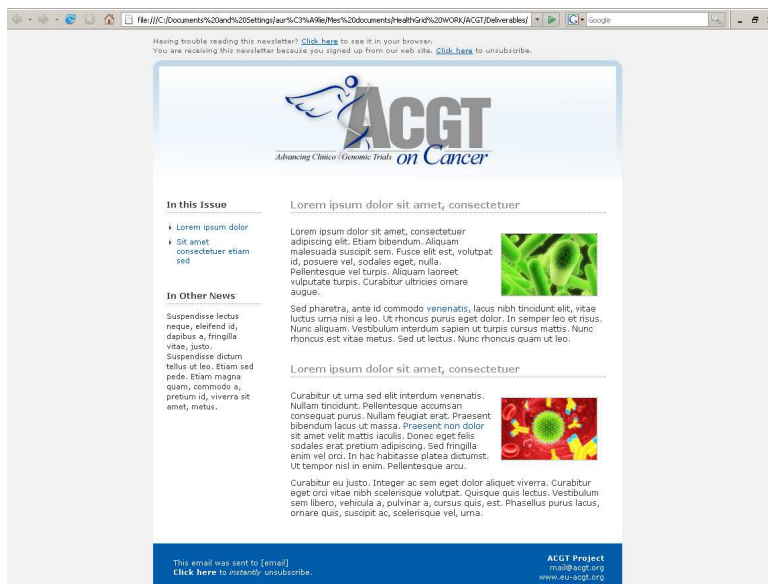 file:///C:/Documents%20and%20Settings/aur%C3%A9lie/Mes%20documents/HealthGrid%20WORK/ACGT/Deliverables/
Google
Having trouble reading this newsletter? Click here to see it in your browser.
You are receiving this newsletter because you signed up from our web site. Click here to unsubscribe.
ACGT
Advancing Clinico Genomic Trials on Cancer
In this Issue
Lorem ipsum dolor
Sit amet
consectetuer etiam
sed
In Other News
Suspendisse lectus
neque, eleifend id,
dapibus a, fringilla
vitae, justo.
Suspendisse dictum
tellus ut leo. Etiam sed
pede. Etiam magna
quam, commodo a,
pretium id, viverra sit
amet, metus.
Lorem ipsum dolor sit amet, consectetuer
Lorem ipsum dolor sit amet, consectetuer
adipiscing elit. Etiam bibendum. Aliquam
malesuada suscipit sem. Fusce elit est, volutpat
id, posuere vel, sodales eget, nulla.
Pellentesque vel turpis. Aliquam laoreet
vulputate turpis. Curabitur ultricies ornare
augue.
Sed pharetra, ante id commodo venenatis, lacus nibh tincidunt elit, vitae
luctus urna nisi a leo. Ut rhoncus purus eget dolor. In semper leo et risus.
Nunc aliquam. Vestibulum interdum sapien ut turpis cursus mattis. Nunc
rhoncus est vitae metus. Sed ut lectus. Nunc rhoncus quam ut leo.
Lorem ipsum dolor sit amet, consectetuer
Curabitur ut urna sed elit interdum venenatis.
Nullam tincidunt. Pellentesque accumsan
consequat purus. Nullam feugiat erat. Praesent
bibendum lacus ut massa. Praesent non dolor
sit amet velit mattis iaculis. Donec eget felis
sodales erat pretium adipiscing. Sed fringilla
enim vel orci. In hac habitasse platea dictumst.
Ut tempor nisl in enim. Pellentesque arcu.
Curabitur eu justo. Integer ac sem eget dolor aliquet viverra. Curabitur
eget orci vitae nibh scelerisque volutpat. Quisque quis lectus. Vestibulum
sem libero, vehicula a, pulvinar a, cursus quis, est. Phasellus purus lacus,
ornare quis, suscipit ac, scelerisque vel, urna.
This email was sent to [email]
Click here to instantly unsubscribe.
ACGT Project
mail@acgt.org
www.eu-acgt.org